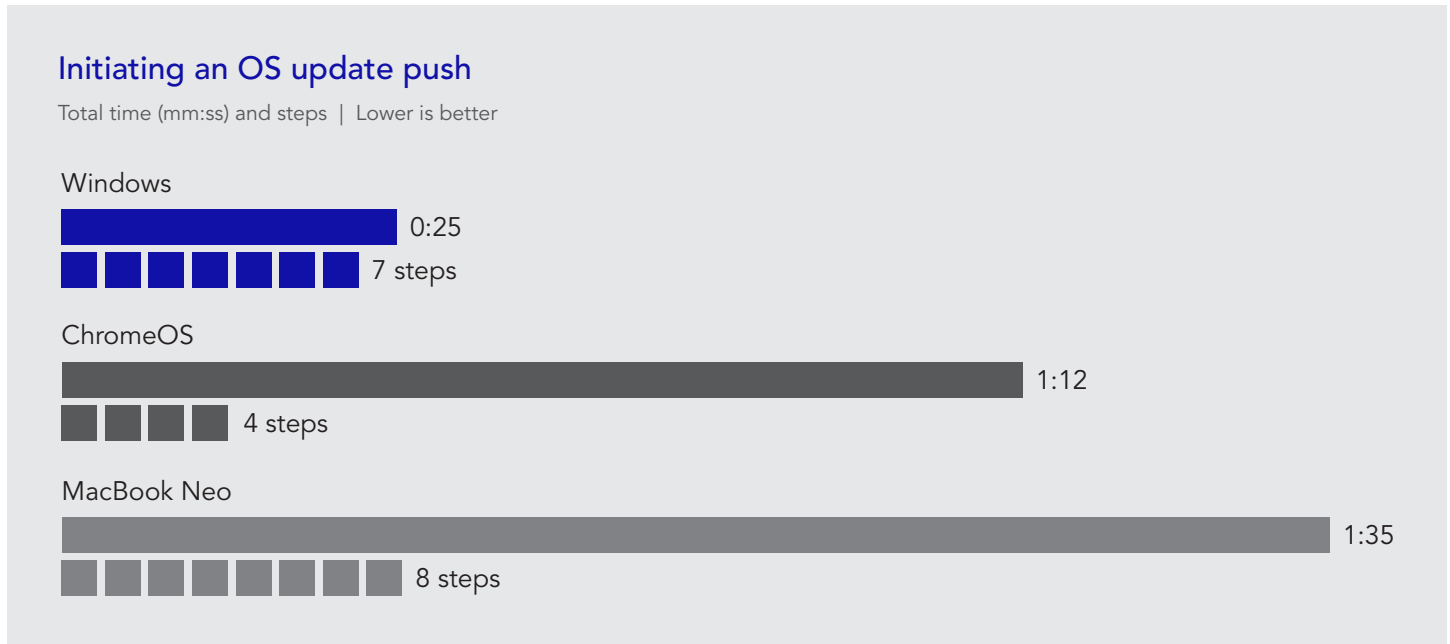 Initiating an OS update push
Total time (mm:ss) and steps | Lower is better
Windows
0:25
7 steps
ChromeOS
1:12
4 steps
MacBook Neo
1:35
8 steps